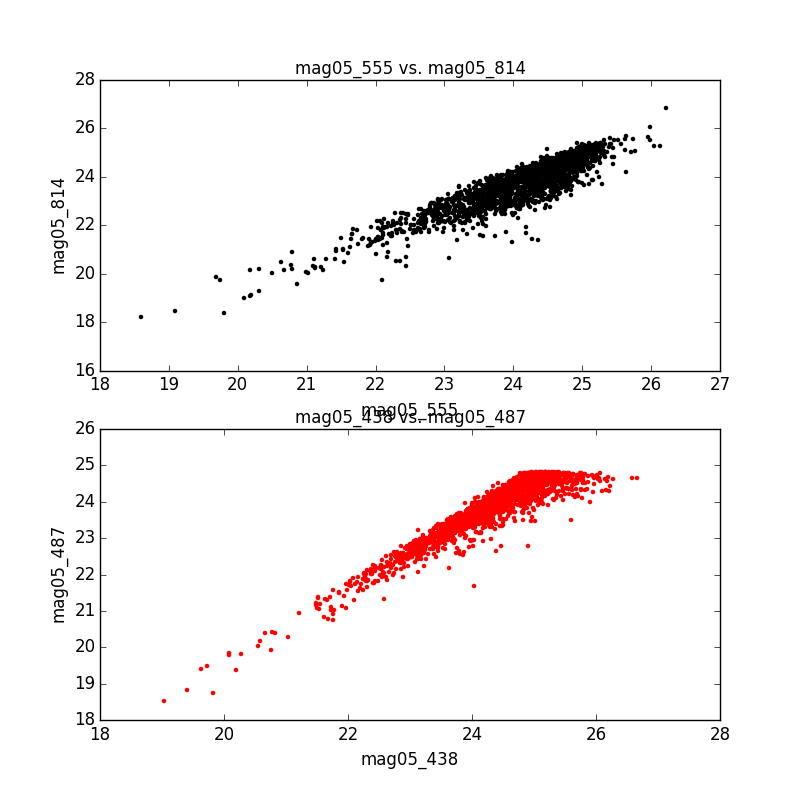 mag05_555 vs. mag05_814
28
26
24
22
20
18
16
mag05_814
18 19 20 21 22 23 24 25 26 27
mag05_555
mag05_438 vs. mag05_487
26
25
24
23
22
21
20
19
18
mag05_487
18 20 22 24 26 28
mag05_438